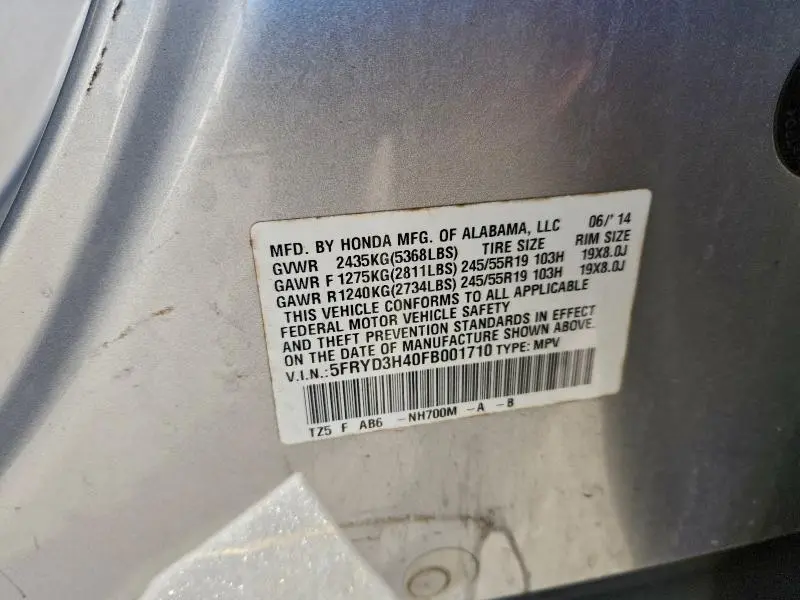 MFD. BY HONDA MFG. OF ALABAMA, LLC 06/'14
GVWR 2435KG(5368LBS) TIRE SIZE RIM SIZE
GAWR F 1275KG(2811LBS) 245/55R19 103H 19X8.0J
GAWR R 1240KG(2734LBS) 245/55R19 103H 19X8.0J
THIS VEHICLE CONFORMS TO ALL APPLICABLE
FEDERAL MOTOR VEHICLE SAFETY
AND THEFT PREVENTION STANDARDS IN EFFECT
ON THE DATE OF MANUFACTURE SHOWN ABOVE.
V.I.N.:5FRYD3H40FB001710 TYPE: MPV
TZ5 F AB6 -NH700M -A -B